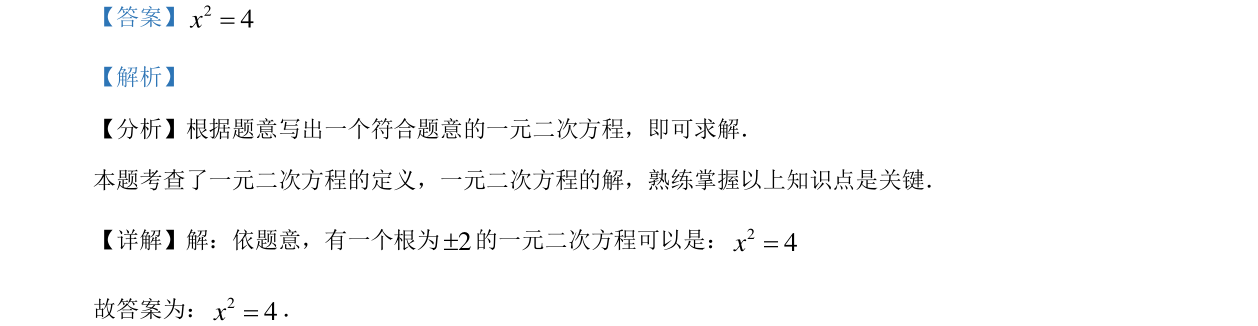 【答案】x² = 4
【解析】
【分析】根据题意写出一个符合题意的一元二次方程，即可求解．
本题考查了一元二次方程的定义，一元二次方程的解，熟练掌握以上知识点是关键．
【详解】解：依题意，有一个根为±2的一元二次方程可以是：x² = 4
故答案为：x² = 4．